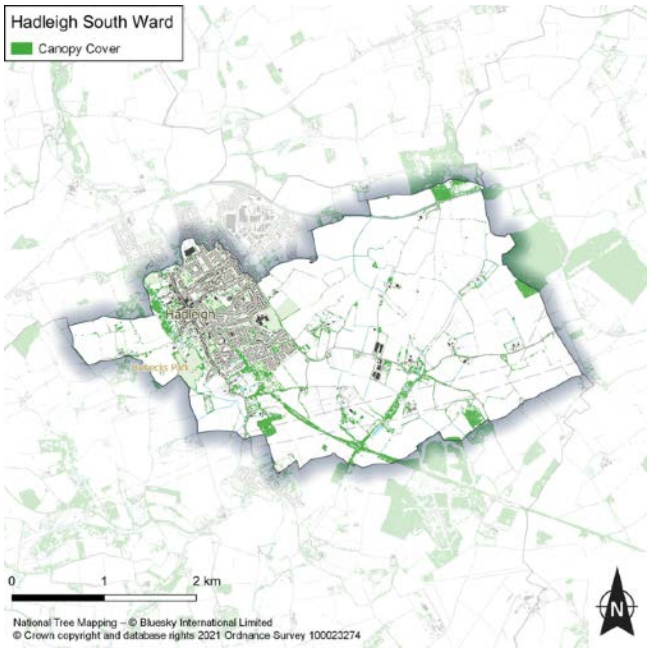 Hadleigh South Ward
Canopy Cover
Hadleigh
0 1 2 km
N
National Tree Mapping – © Bluesky International Limited
© Crown copyright and database rights 2021 Ordnance Survey 100023274